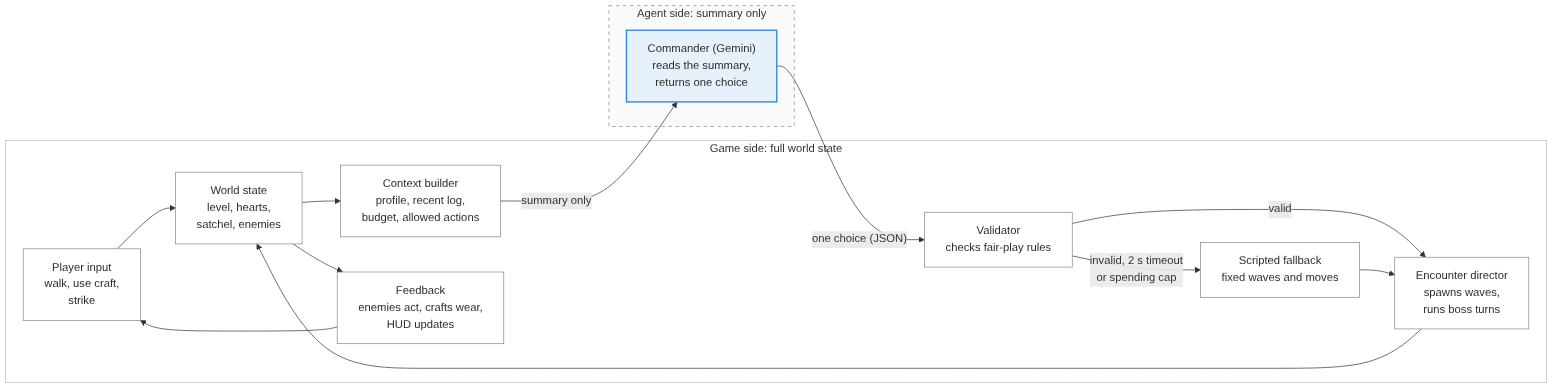 Agent side: summary only
Commander (Gemini)
reads the summary,
returns one choice
Game side: full world state
Player input
walk, use craft,
strike
World state
level, hearts,
satchel, enemies
Context builder
profile, recent log,
budget, allowed actions
Feedback
enemies act, crafts wear,
HUD updates
summary only
one choice (JSON)
Validator
checks fair-play rules
valid
invalid, 2 s timeout
or spending cap
Scripted fallback
fixed waves and moves
Encounter director
spawns waves,
runs boss turns